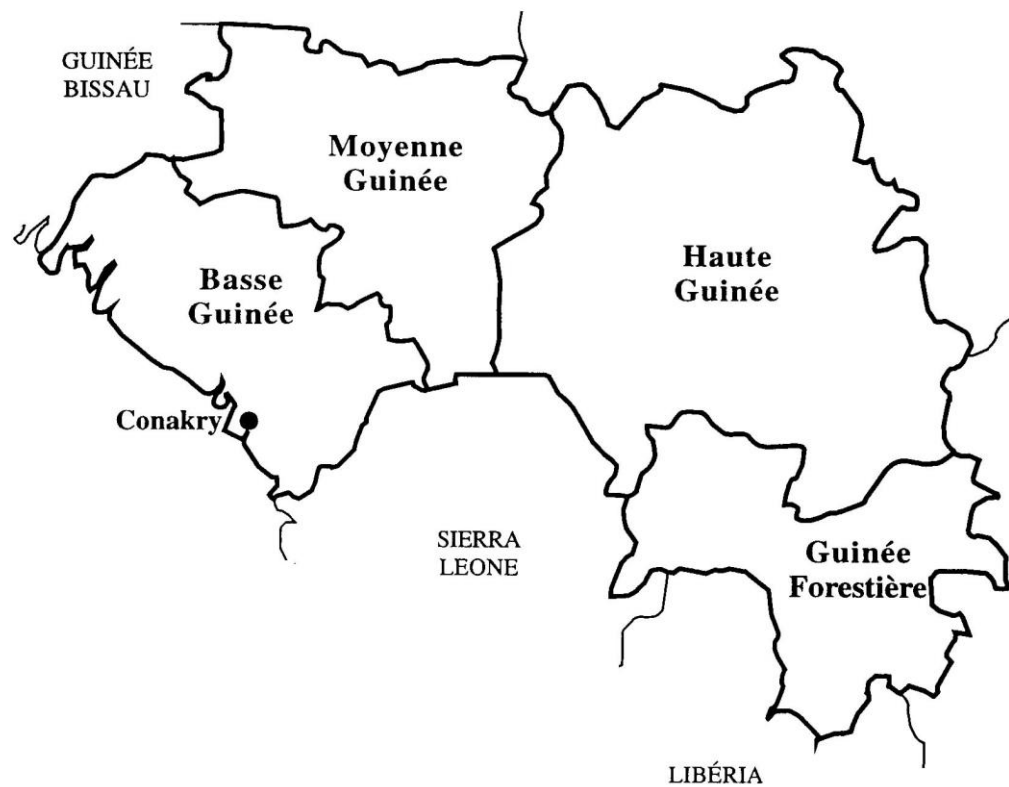 GUINÉE
BISSAU
Moyenne
Guinée
Basse
Guinée
Haute
Guinée
Conakry
SIERRA
LEONE
Guinée
Forestière
LIBÉRIA